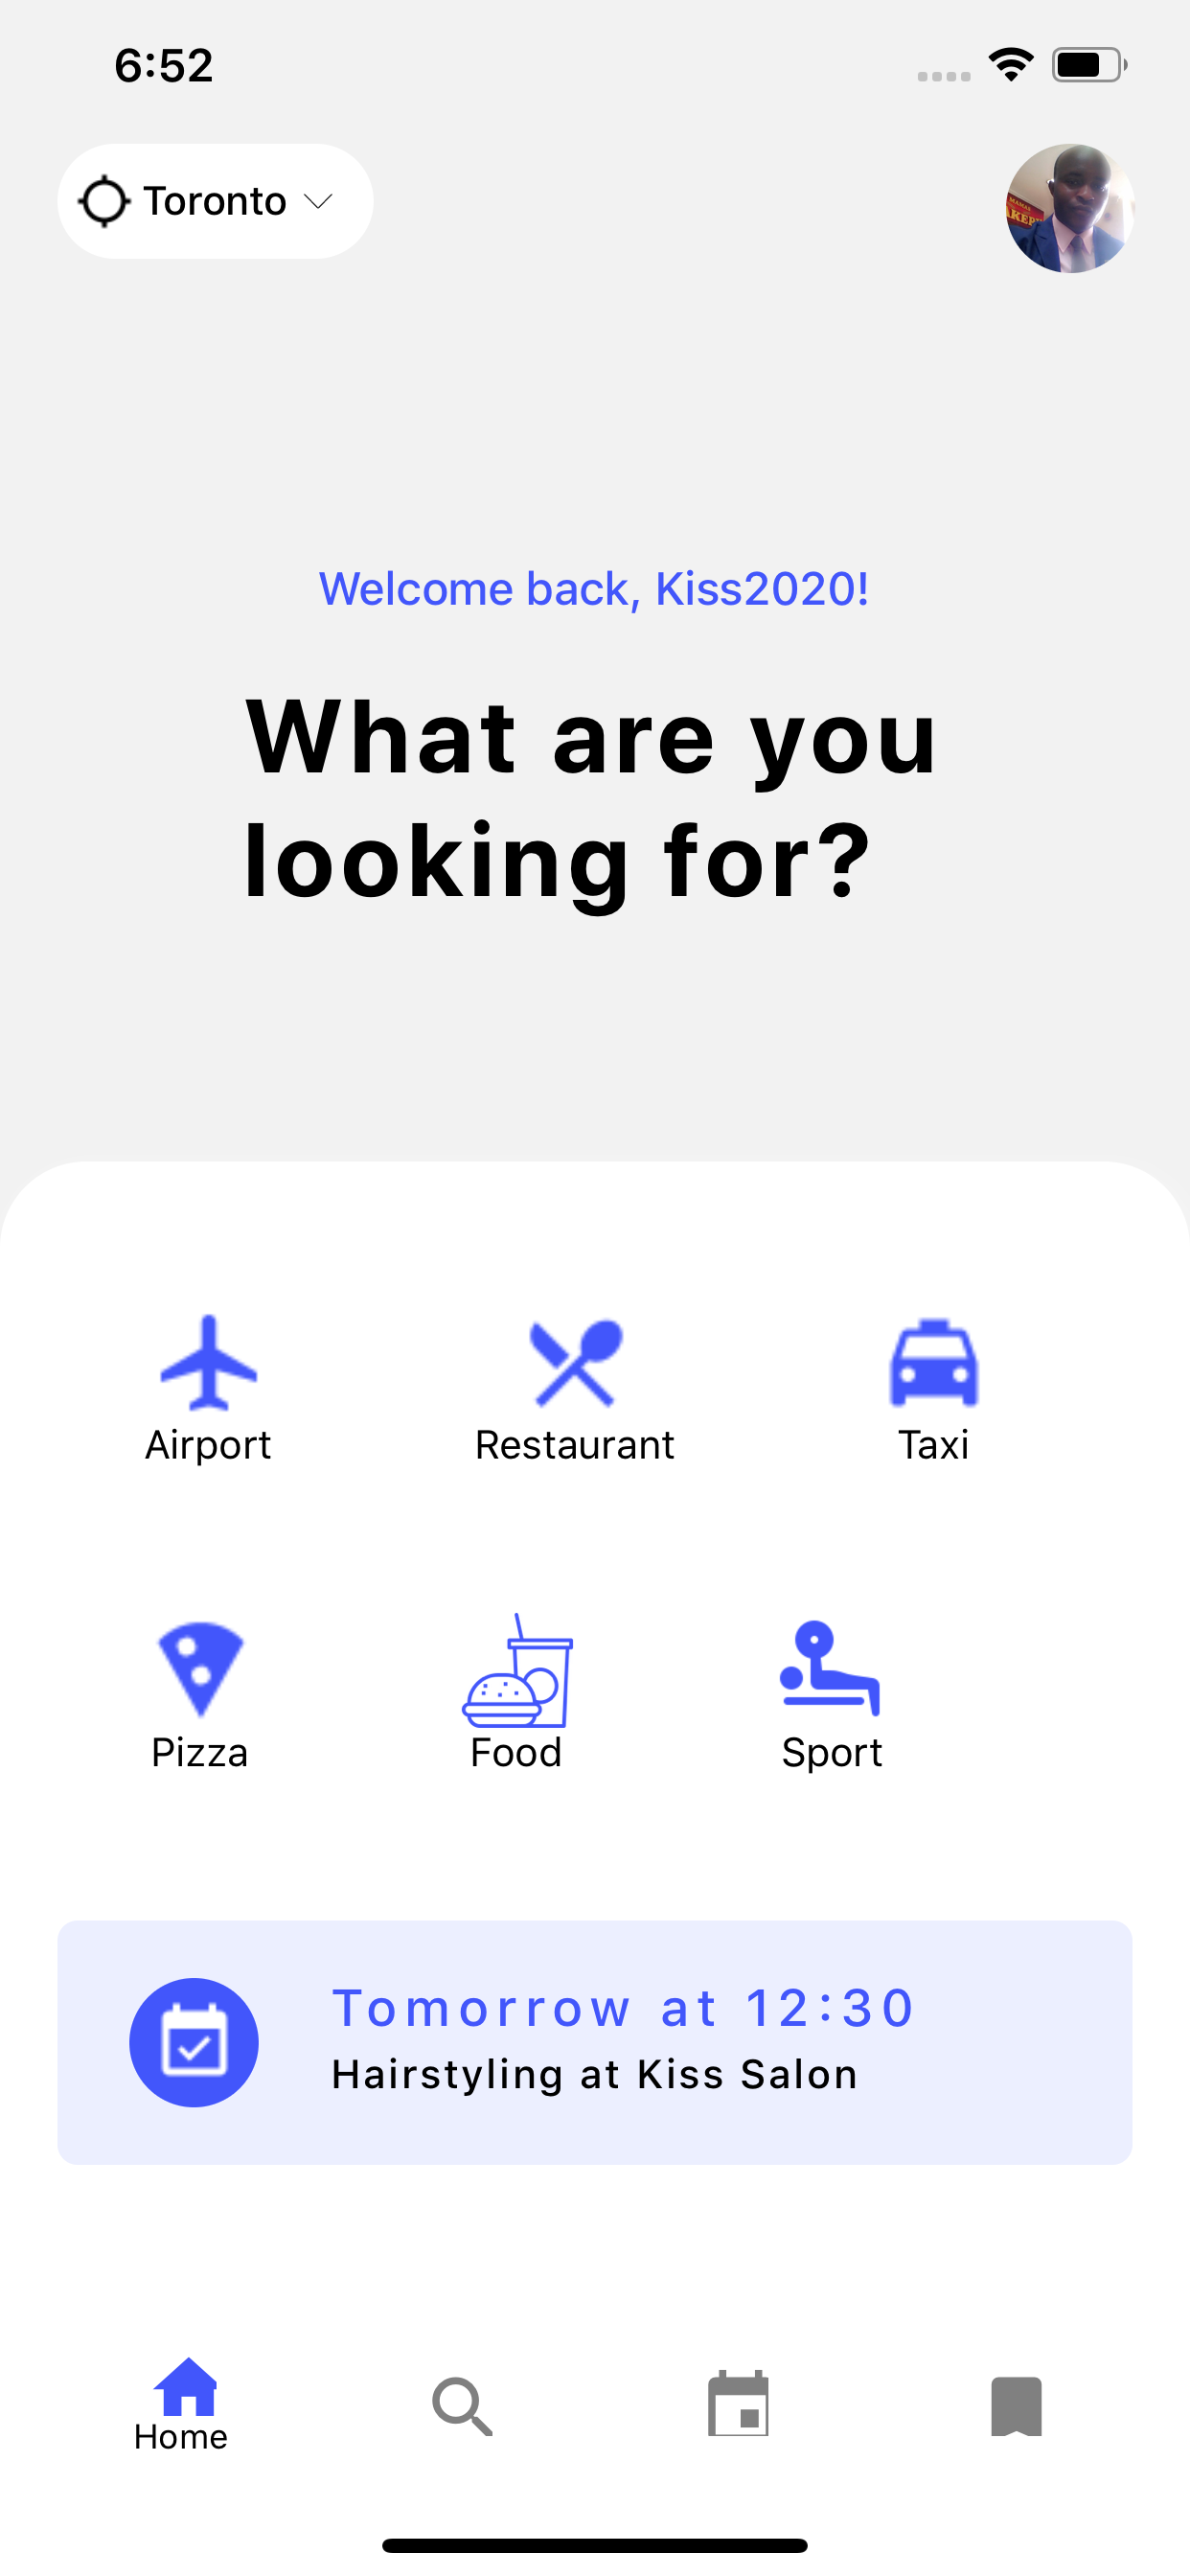 6:52
Toronto
Welcome back, Kiss2020!
What are you
looking for?
Airport Restaurant Taxi
Pizza Food Sport
Tomorrow at 12:30
Hairstyling at Kiss Salon
Home